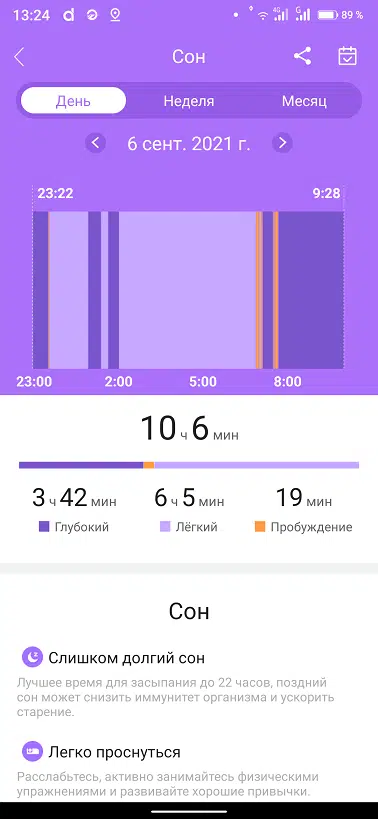 13:24 4G G 89 %
Сон
День Неделя Месяц
6 сент. 2021 г.
23:22 9:28
23:00 2:00 5:00 8:00
10 ч 6 мин
3 ч 42 мин 6 ч 5 мин 19 мин
Глубокий Лёгкий Пробуждение
Сон
Слишком долгий сон
Лучшее время для засыпания до 22 часов, поздний
сон может снизить иммунитет организма и ускорить
старение.
Легко проснуться
Расслабьтесь, активно занимайтесь физическими
упражнениями и развивайте хорошие привычки.